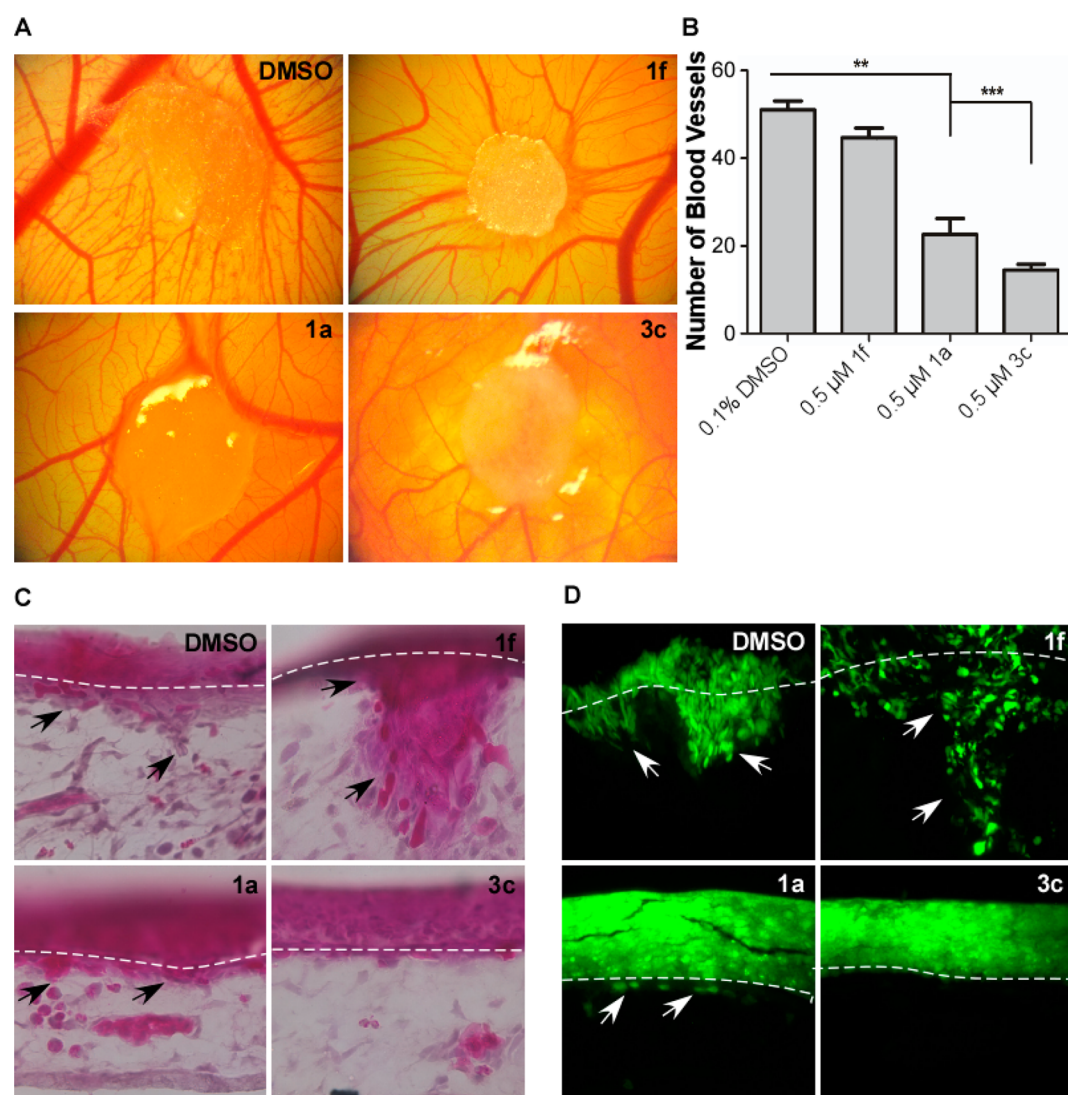 A
DMSO
1f
1a
3c
B
Number of Blood Vessels
60
40
20
0
**
***
0.1% DMSO
0.5 µM 1f
0.5 µM 1a
0.5 µM 3c
C
DMSO
1f
1a
3c
D
DMSO
1f
1a
3c